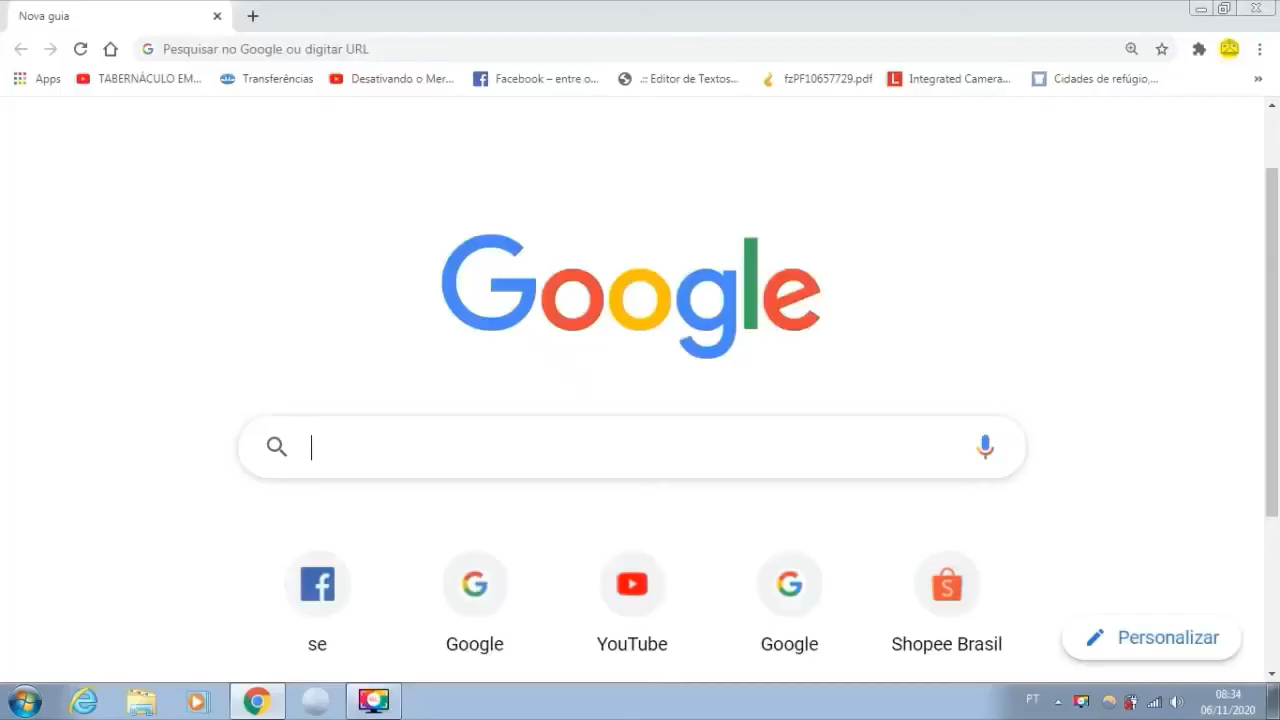 Nova guia
Pesquisar no Google ou digitar URL
Apps TABERNÁCULO EM... Transferências Desativando o Mer... Facebook – entre o... .:: Editor de Textos... fzPF10657729.pdf Integrated Camera... Cidades de refúgio,... »
Google
se Google YouTube Google Shopee Brasil
Personalizar
PT 08:34
06/11/2020